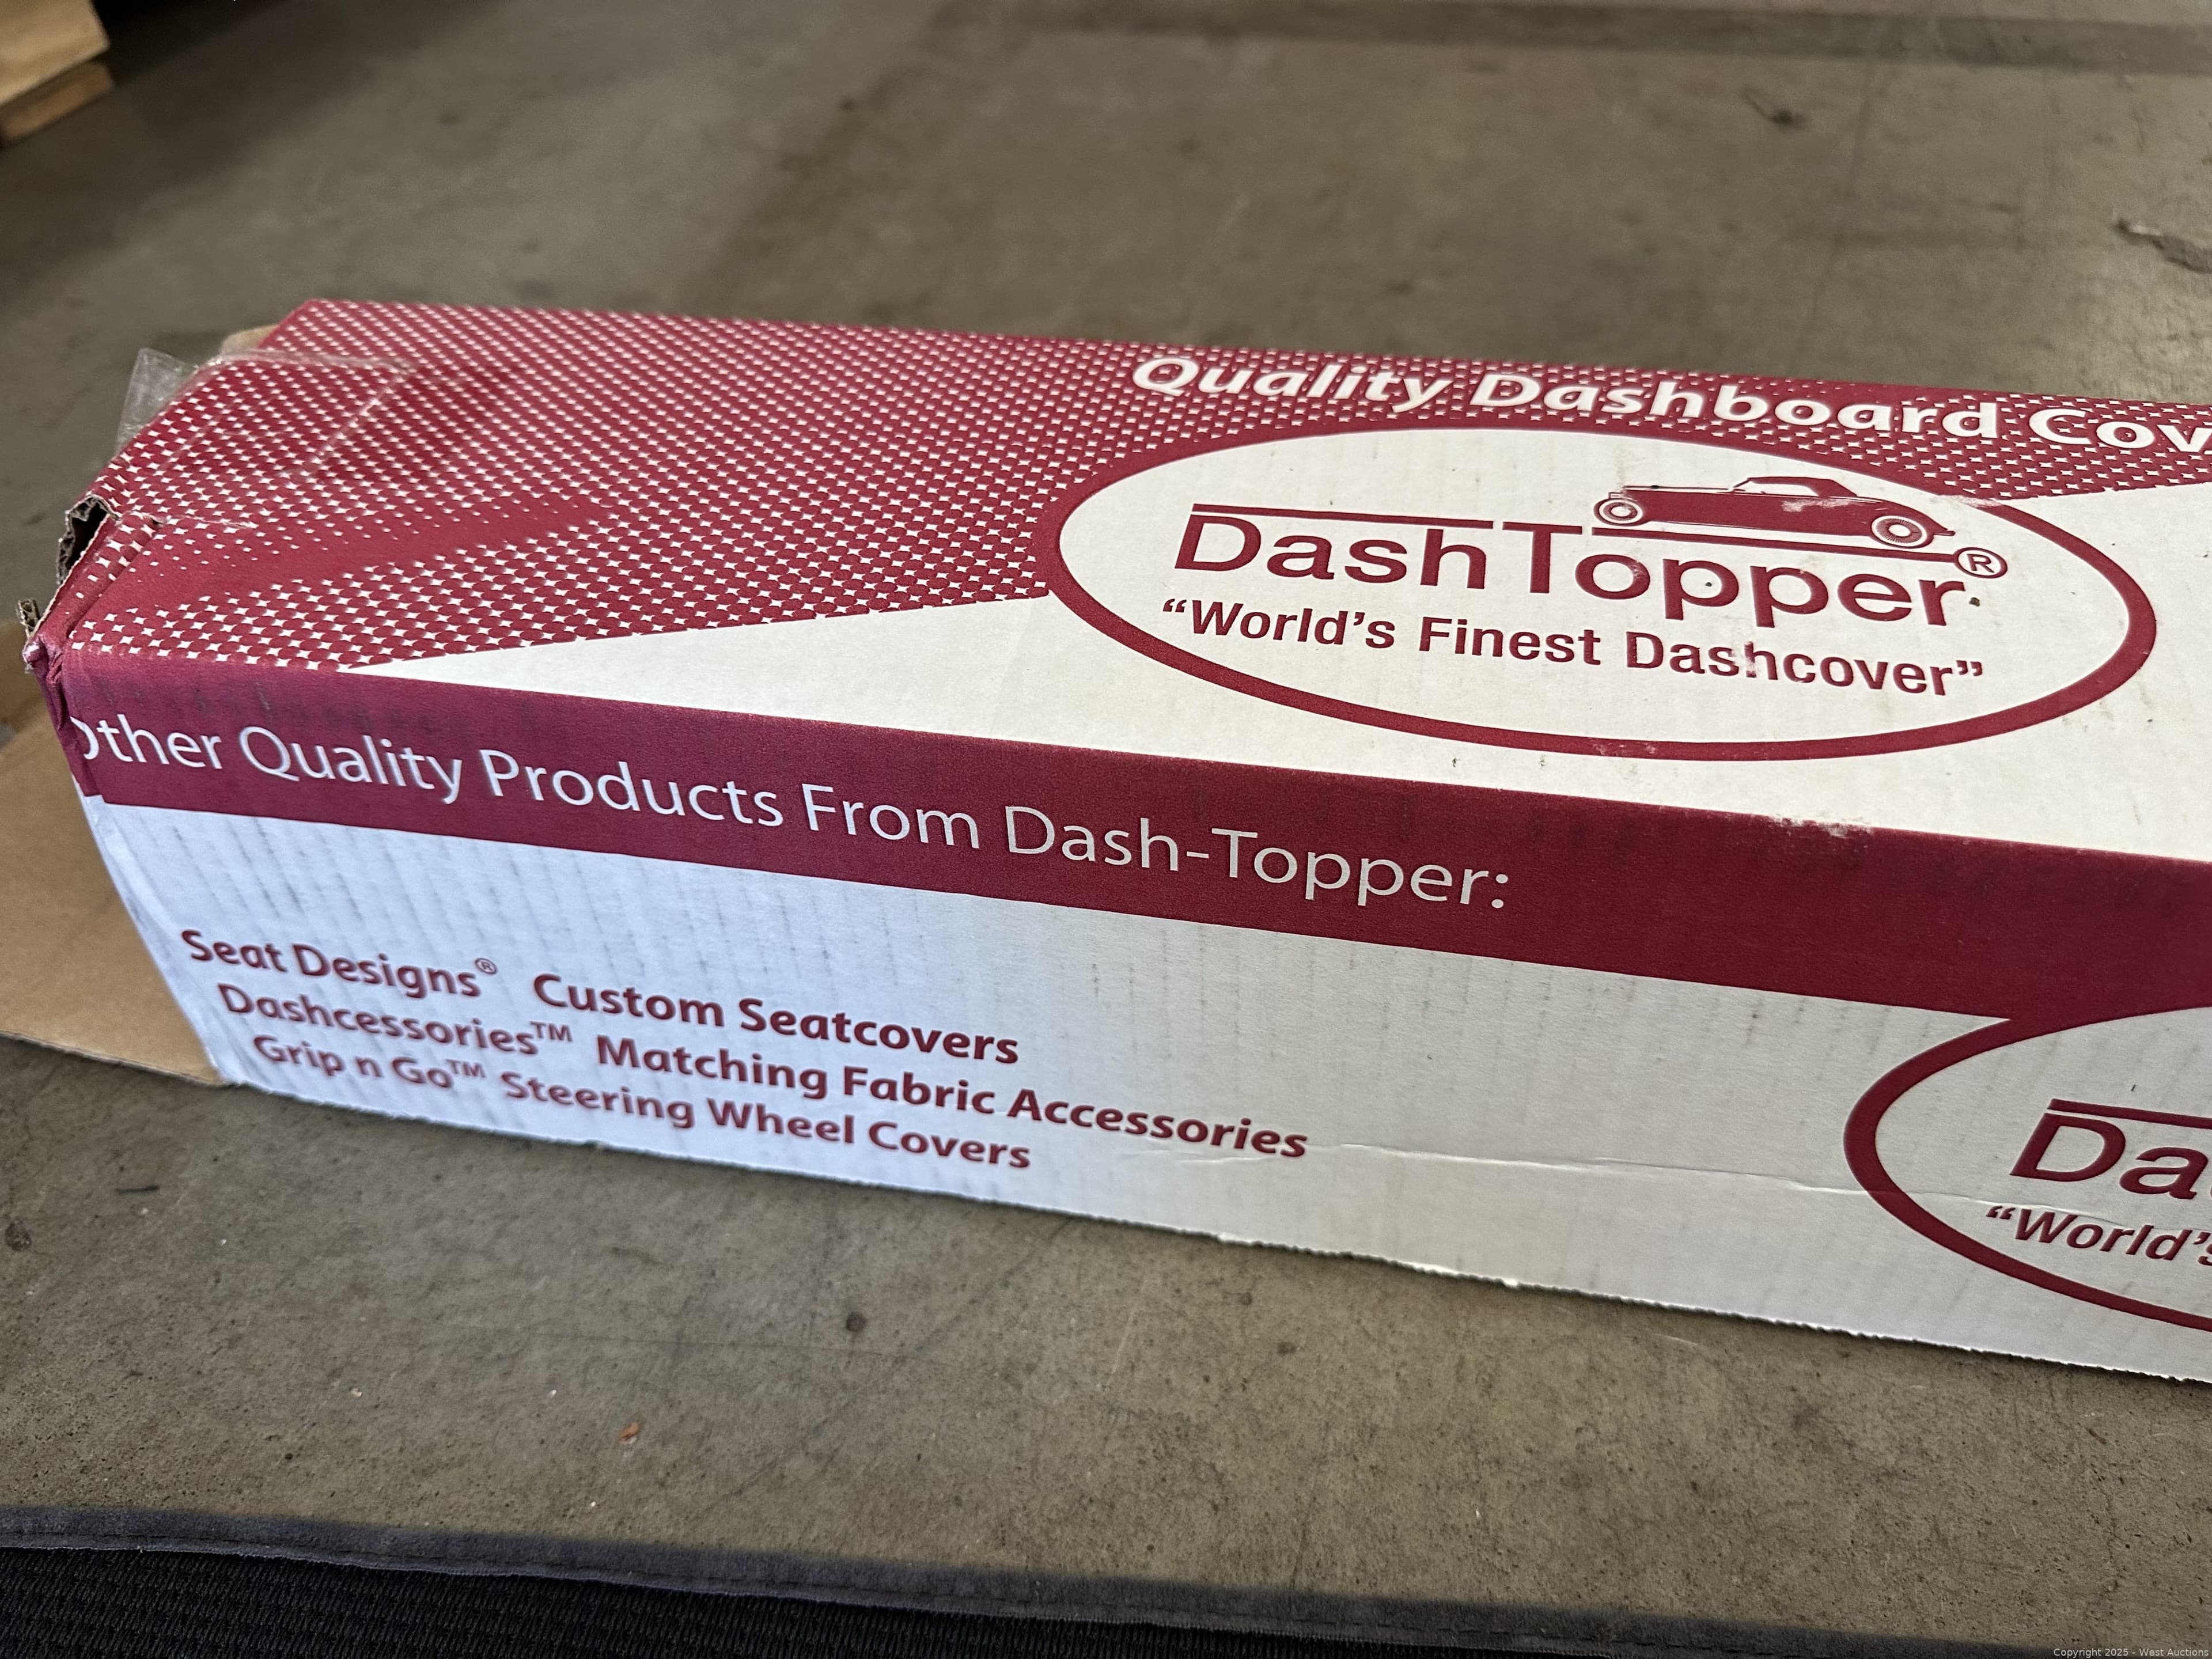 Quality Dashboard Cov
DashTopper®
“World’s Finest Dashcover”
Other Quality Products From Dash-Topper:
Seat Designs® Custom Seatcovers
Dashcessories™ Matching Fabric Accessories
Grip n Go™ Steering Wheel Covers
Da
“World’s
Copyright 2025 - West Auctions